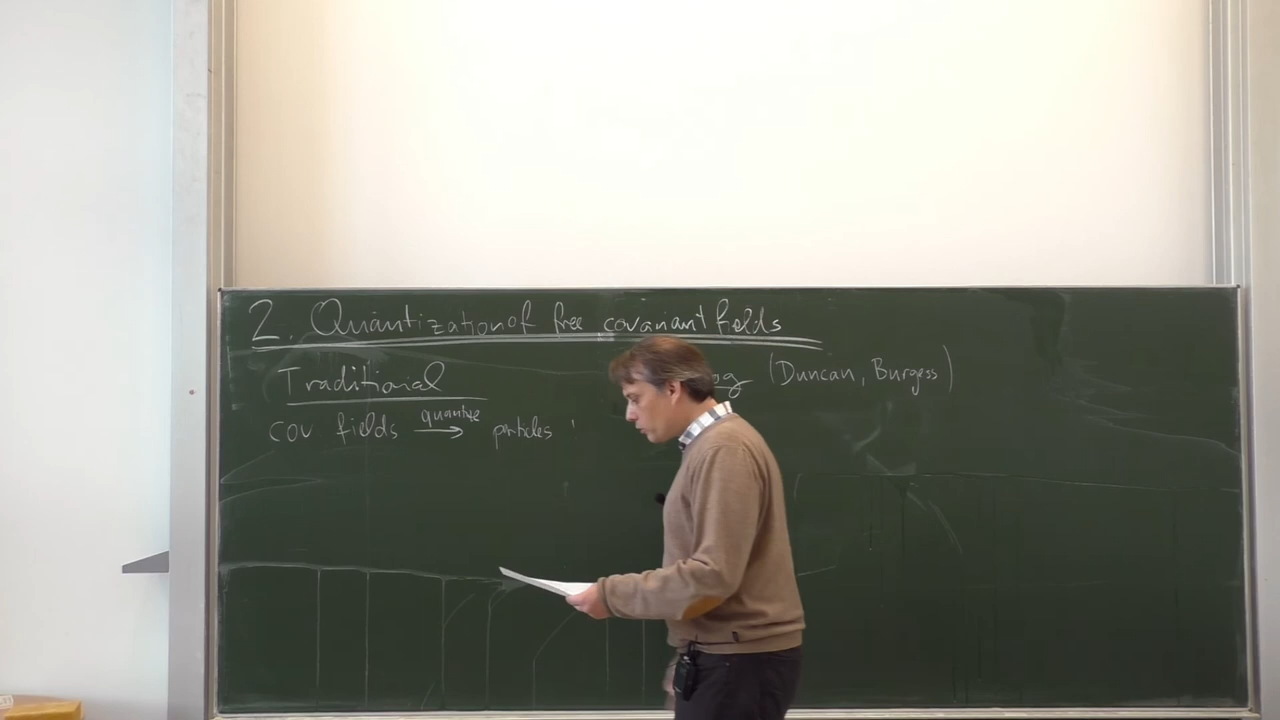 2. Quantization of free covariant fields
Traditional
(Duncan, Burgess)
quantize
cov fields → particles